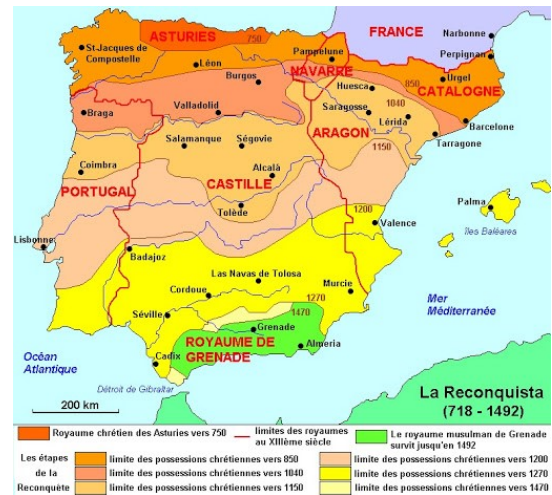 ASTURIES
750
FRANCE
Narbonne
Perpignan
St-Jacques de
Compostelle
Léon
Pampelune
NAVARRE
Burgos
Huesca
850
Urgel
CATALOGNE
Braga
Valladolid
Saragosse
1040
Lérida
Barcelone
ARAGON
Tarragone
Salamanque
Ségovie
1150
Coimbra
Alcalà
PORTUGAL
CASTILLE
Tolède
1200
Palma
Valence
îles Baléares
Lisbonne
Badajoz
Las Navas de Tolosa
Cordoue
1270
Murcie
Mer
Méditerranée
Séville
1470
Grenade
ROYAUME DE
GRENADE
Almeria
Océan
Atlantique
Cadix
Détroit de Gibraltar
200 km
La Reconquista
(718 - 1492)
Royaume chrétien des Asturies vers 750
limites des royaumes
au XIIIème siècle
Le royaume musulman de Grenade
survit jusqu'en 1492
Les étapes
de la
Reconquête
limite des possessions chrétiennes vers 850
limite des possessions chrétiennes vers 1040
limite des possessions chrétiennes vers 1150
limite des possessions chrétiennes vers 1200
limite des possessions chrétiennes vers 1270
limite des possessions chrétiennes vers 1470